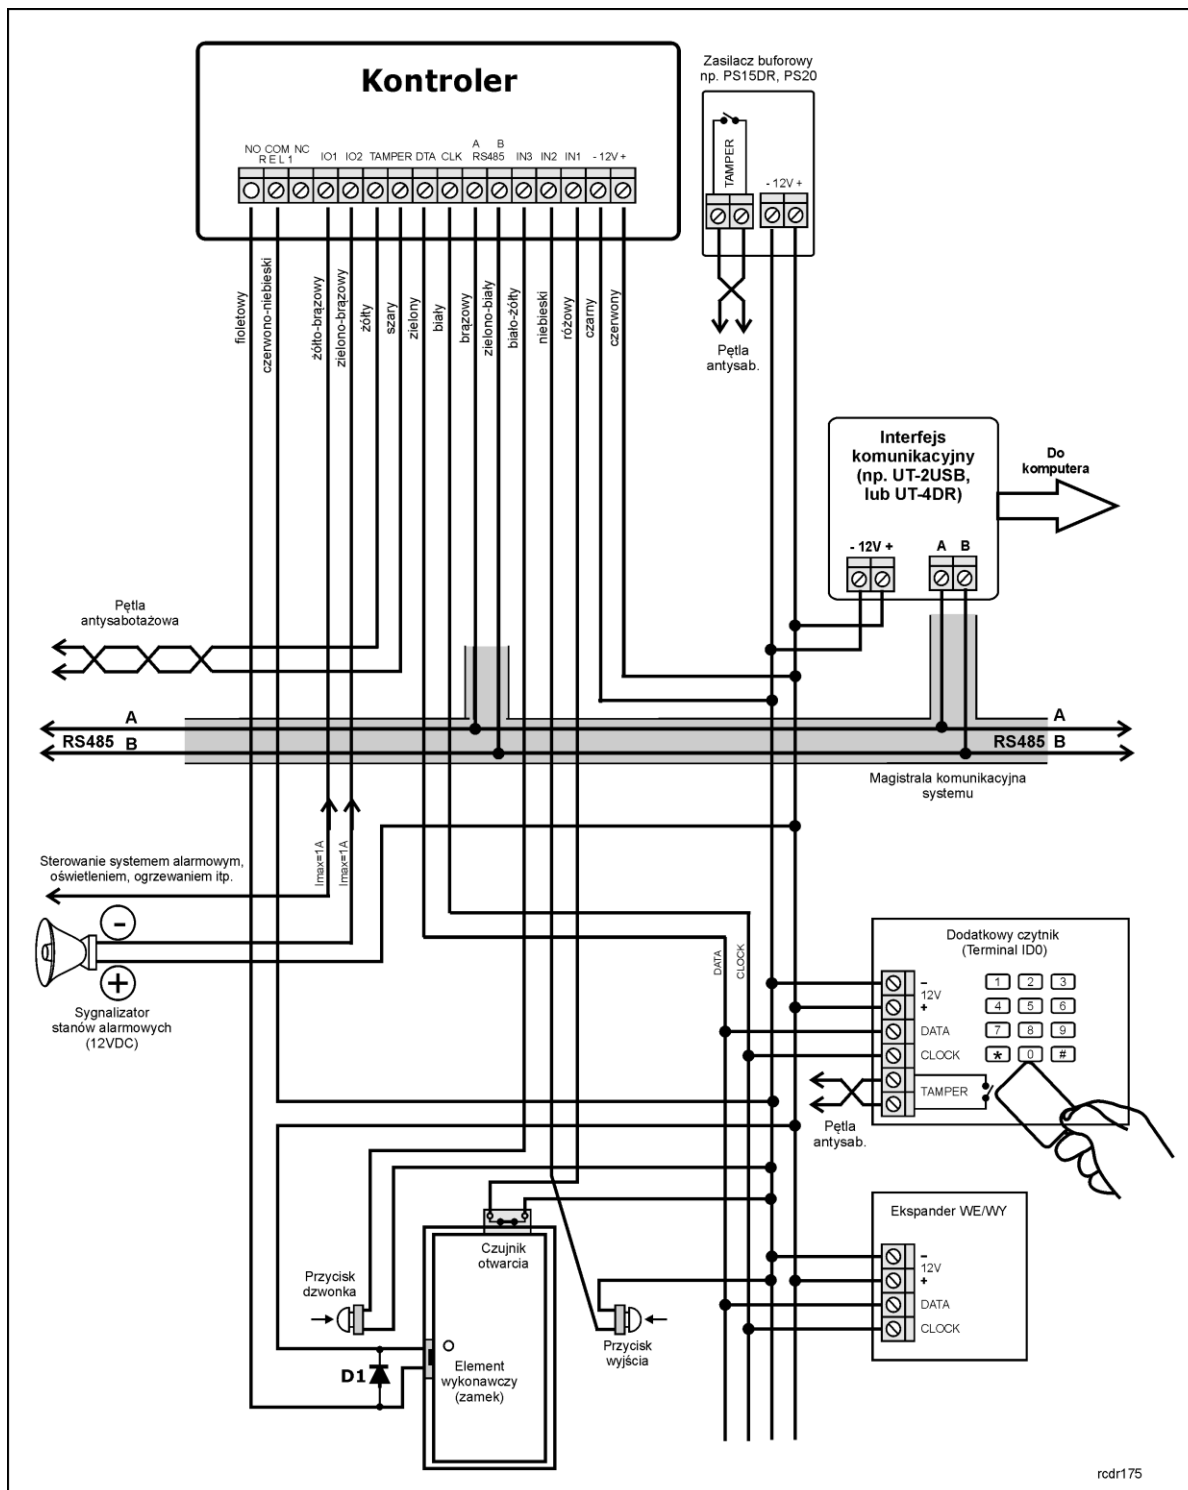 Kontroler
NO COM NC
REL1
IO1 IO2 TAMPER DTA CLK
A B
RS485
IN3 IN2 IN1 - 12V +
fioletowy
czerwono-niebieski
żółto-brązowy
zielono-brązowy
żółty
szary
zielony
biały
brązowy
zielono-biały
biało-żółty
niebieski
różowy
czarny
czerwony
Zasilacz buforowy
np. PS15DR, PS20
TAMPER
- 12V +
Pętla
antysab.
Interfejs
komunikacyjny
(np. UT-2USB,
lub UT-4DR)
- 12V +
A B
Do
komputera
Pętla
antysabotażowa
A
RS485 B
A
RS485 B
Magistrala komunikacyjna
systemu
Imax=1A
Imax=1A
Sterowanie systemem alarmowym,
oświetleniem, ogrzewaniem itp.
-
+
Sygnalizator
stanów alarmowych
(12VDC)
DATA
CLOCK
Dodatkowy czytnik
(Terminal ID0)
-
12V
+
DATA
CLOCK
TAMPER
1 2 3
4 5 6
7 8 9
* 0 #
Pętla
antysab.
Ekspander WE/WY
-
12V
+
DATA
CLOCK
Czujnik
otwarcia
Przycisk
dzwonka
Przycisk
wyjścia
D1
Element
wykonawczy
(zamek)
rcdr175